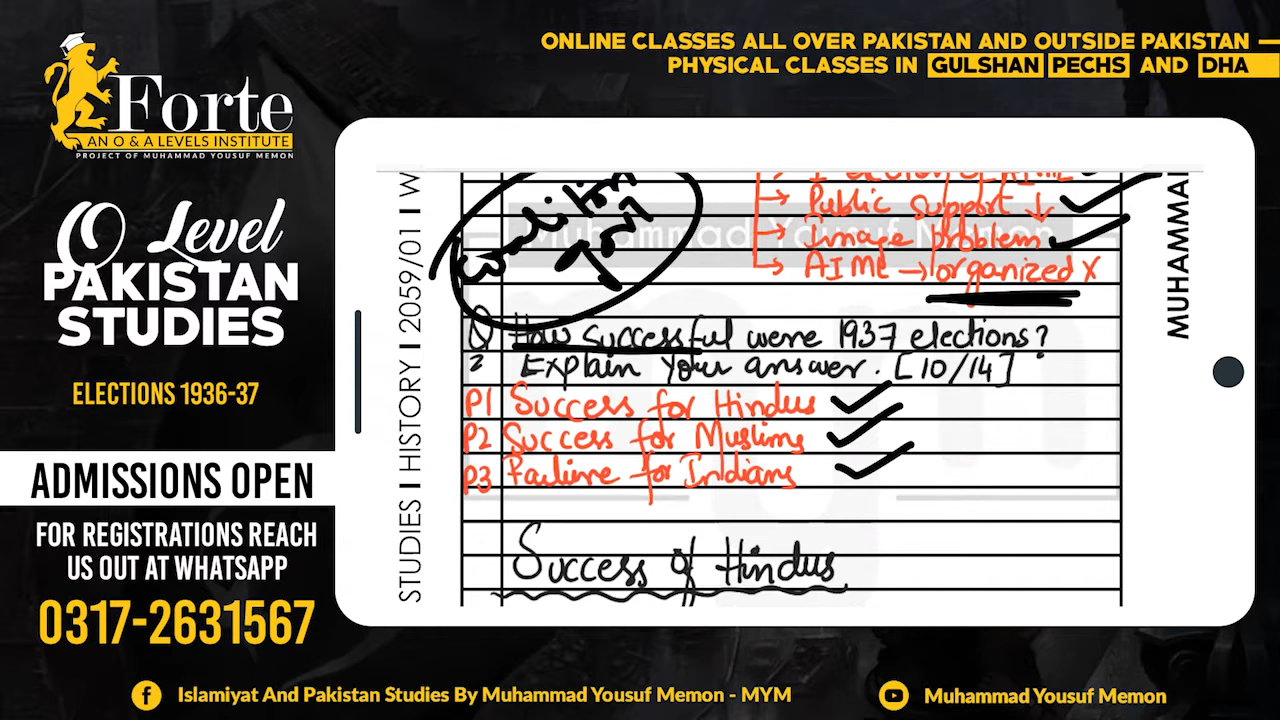 Forte
AN O & A LEVELS INSTITUTE
PROJECT OF MUHAMMAD YOUSUF MEMON
ONLINE CLASSES ALL OVER PAKISTAN AND OUTSIDE PAKISTAN
PHYSICAL CLASSES IN GULSHAN PECHS AND DHA
O Level
PAKISTAN
STUDIES
ELECTIONS 1936-37
ADMISSIONS OPEN
FOR REGISTRATIONS REACH
US OUT AT WHATSAPP
0317-2631567
STUDIES I HISTORY I 2059/01 I W
MUHAMMA
Muhammad Yousuf Memon
→ Public support ↓
→ Image problem
→ AIML → organized X
Q How successful were 1937 elections?
Explain your answer. [10/14]
P1 Success for Hindus
P2 Success for Muslims
P3 Failure for Indians
Success of Hindus
Islamiyat And Pakistan Studies By Muhammad Yousuf Memon - MYM
Muhammad Yousuf Memon